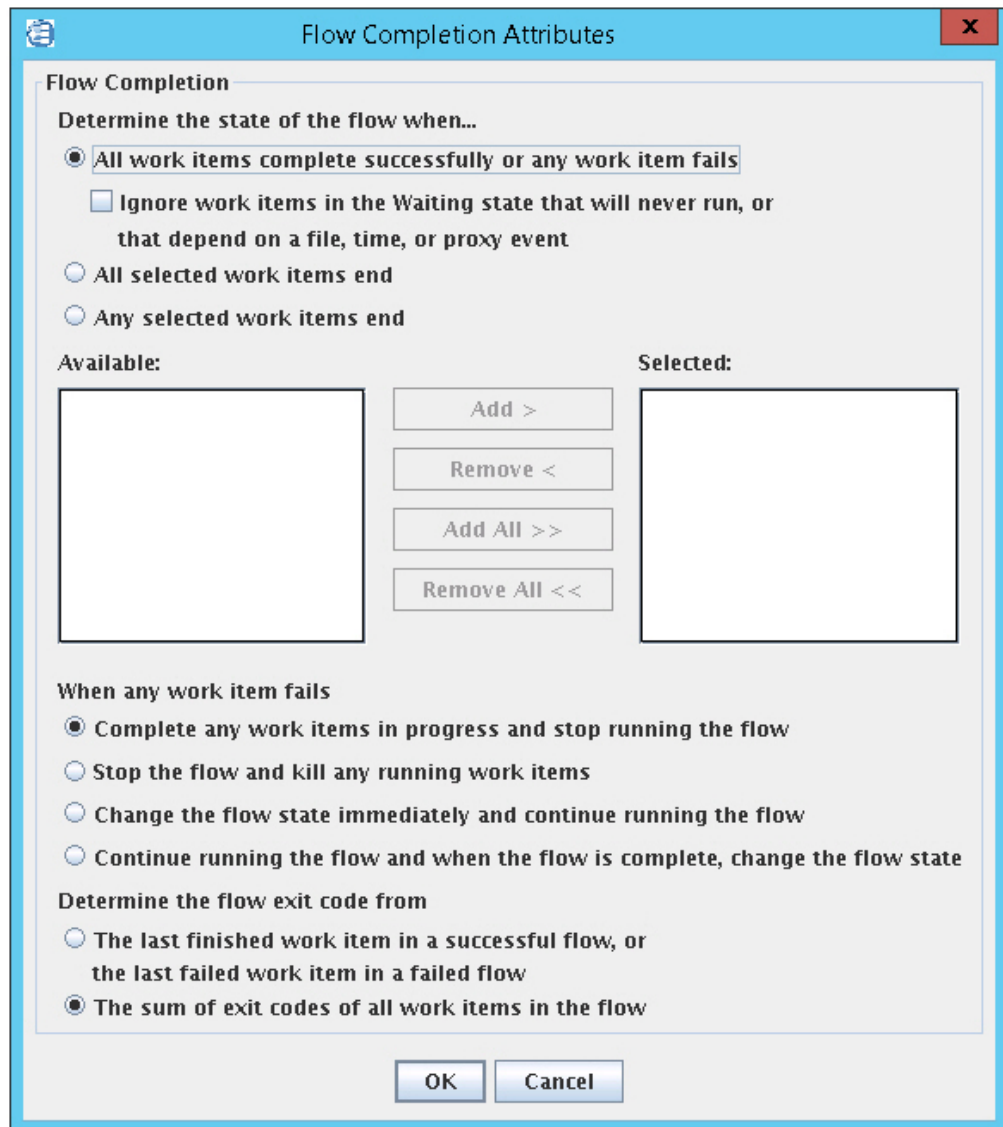 Flow Completion Attributes
x
Flow Completion
Determine the state of the flow when...
All work items complete successfully or any work item fails
Ignore work items in the Waiting state that will never run, or
that depend on a file, time, or proxy event
All selected work items end
Any selected work items end
Available:
Selected:
Add >
Remove <
Add All >>
Remove All <<
When any work item fails
Complete any work items in progress and stop running the flow
Stop the flow and kill any running work items
Change the flow state immediately and continue running the flow
Continue running the flow and when the flow is complete, change the flow state
Determine the flow exit code from
The last finished work item in a successful flow, or
the last failed work item in a failed flow
The sum of exit codes of all work items in the flow
OK
Cancel